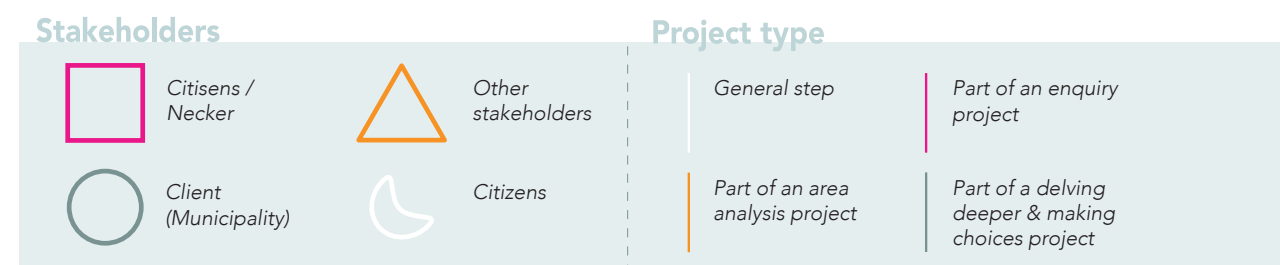 Stakeholders
Citisens /
Necker
Other
stakeholders
Client
(Municipality)
Citizens
Project type
General step
Part of an enquiry
project
Part of an area
analysis project
Part of a delving
deeper & making
choices project